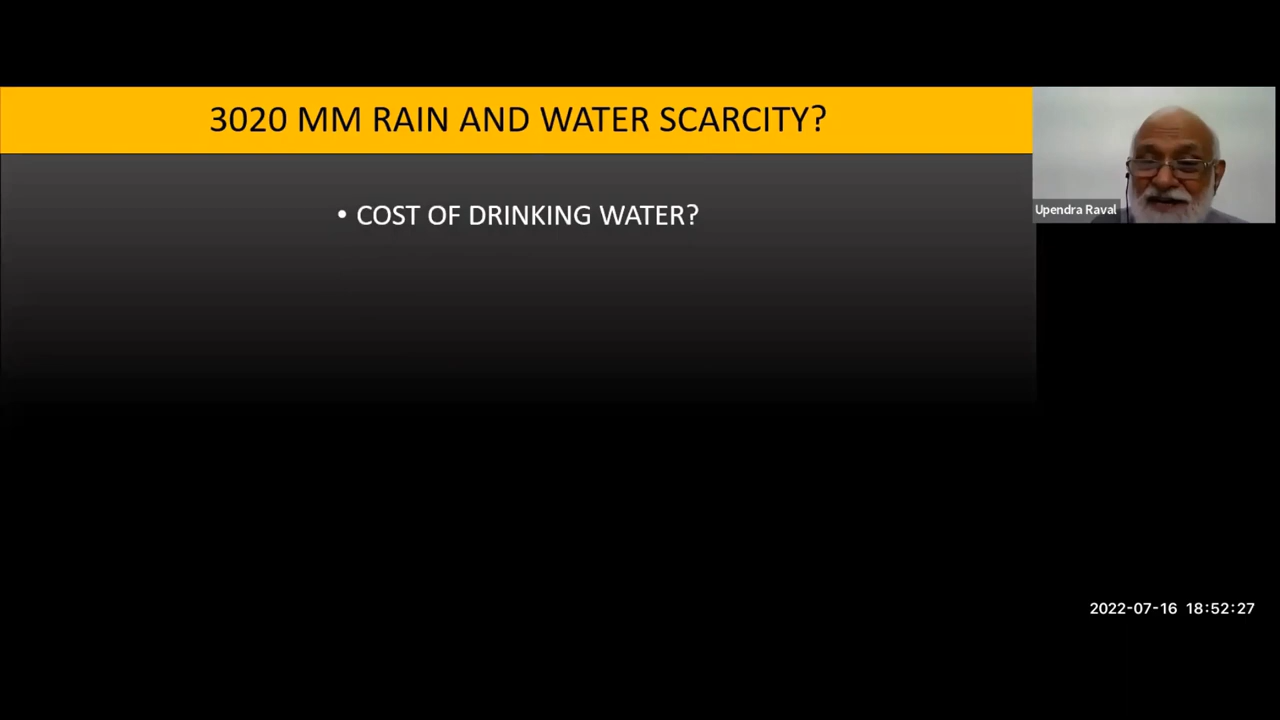 3020 MM RAIN AND WATER SCARCITY?
• COST OF DRINKING WATER?
Upendra Raval
2022-07-16 18:52:27